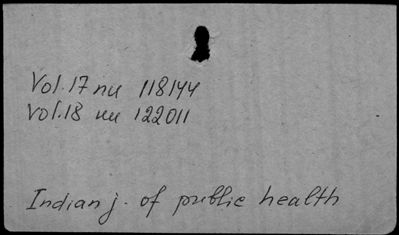 Vol. 17 nu 118144
Vol. 18 nu 122011
Indian j. of public health